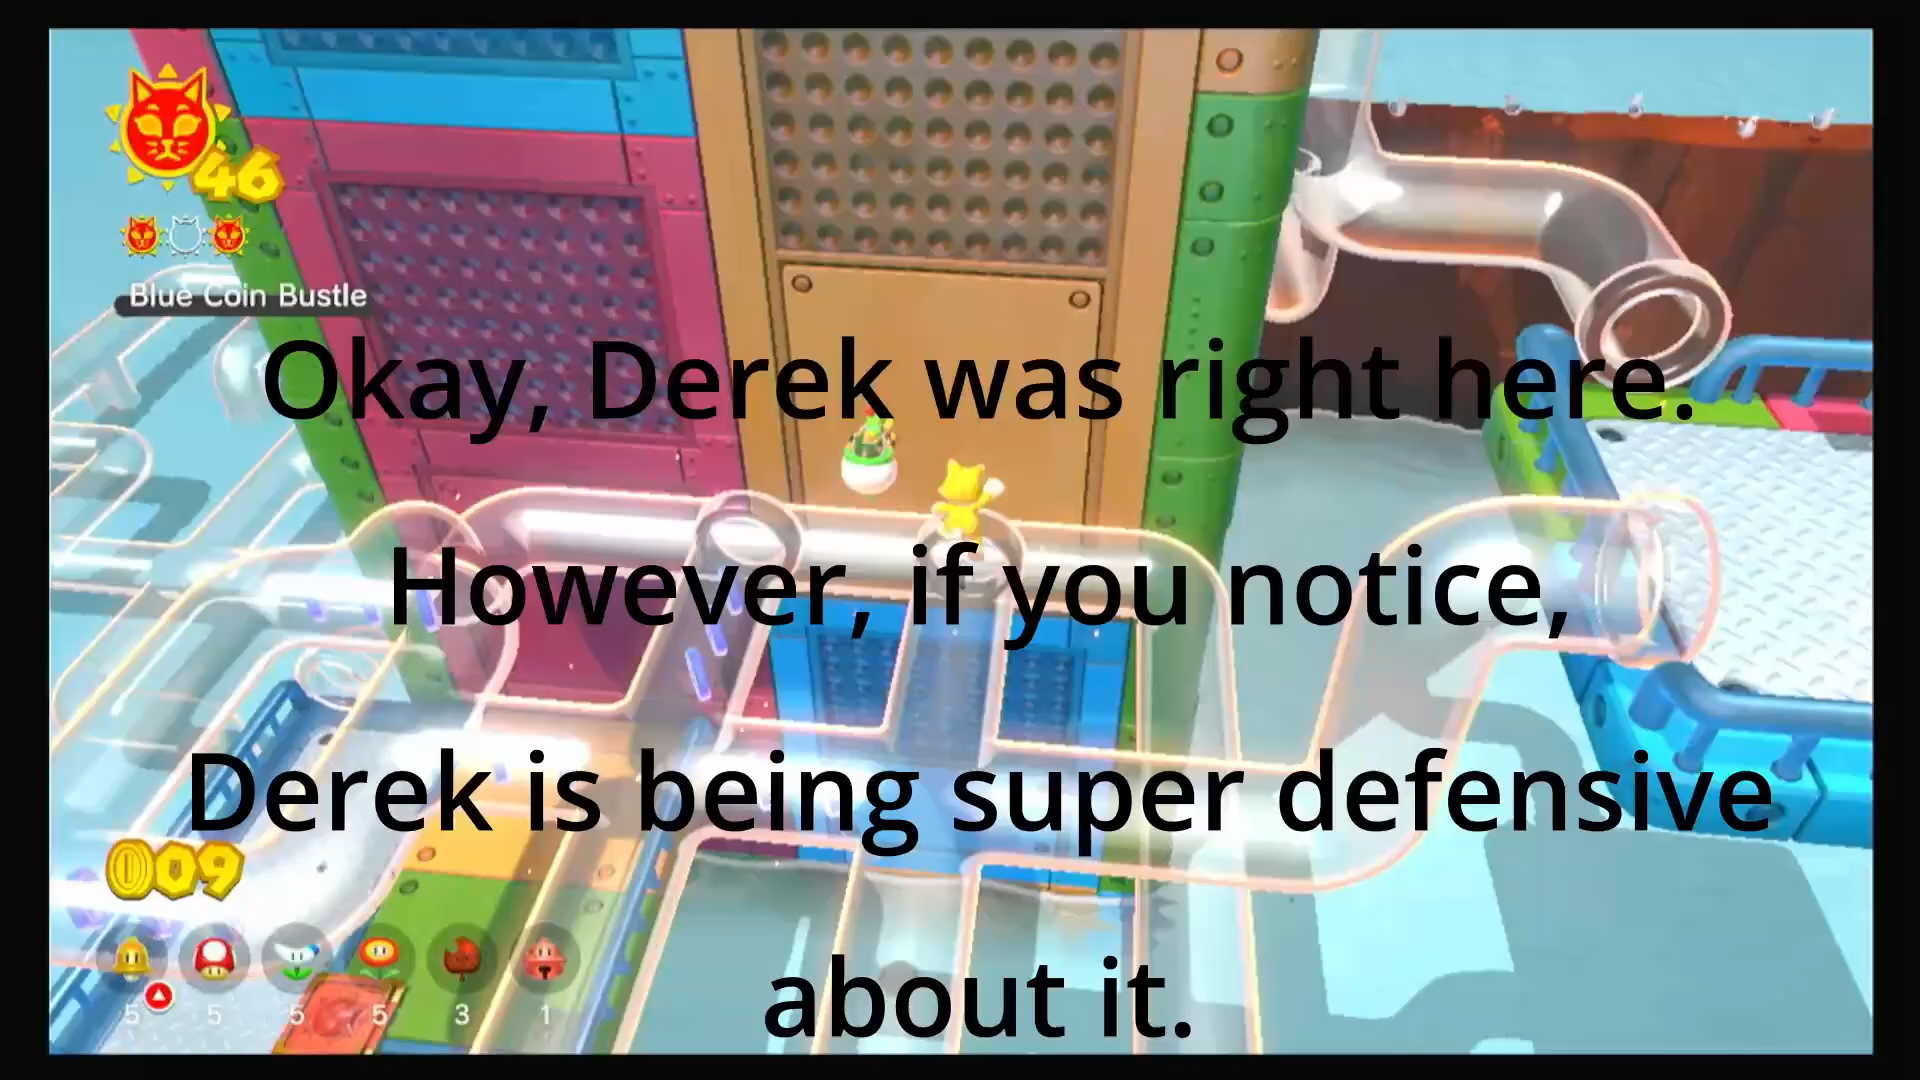 46
Blue Coin Bustle
Okay, Derek was right here.
However, if you notice,
Derek is being super defensive
about it.
009
5 5 5 5 3 1